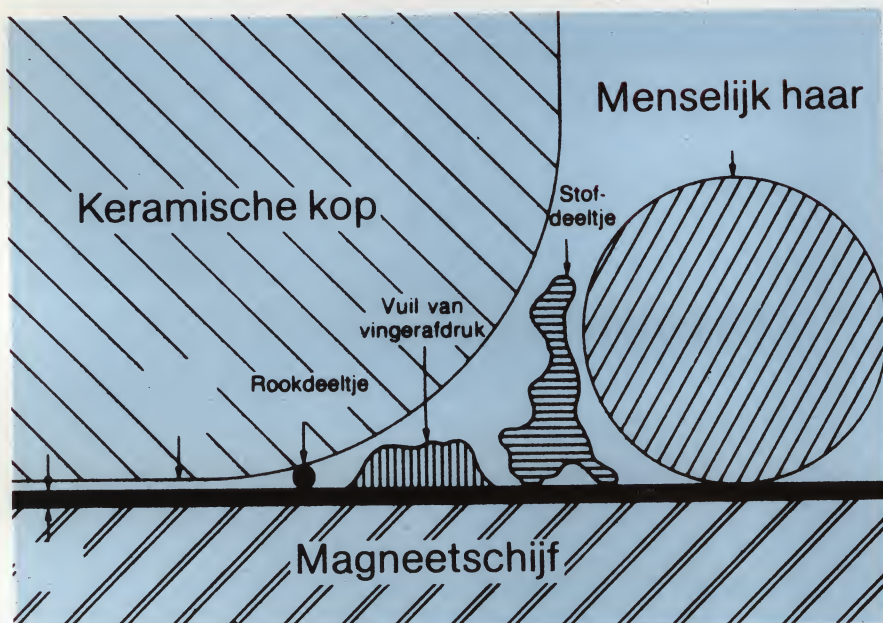 Menselijk haar
Keramische kop
Stof-
deeltje
Vuil van
vingerafdruk
Rookdeeltje
Magneetschijf